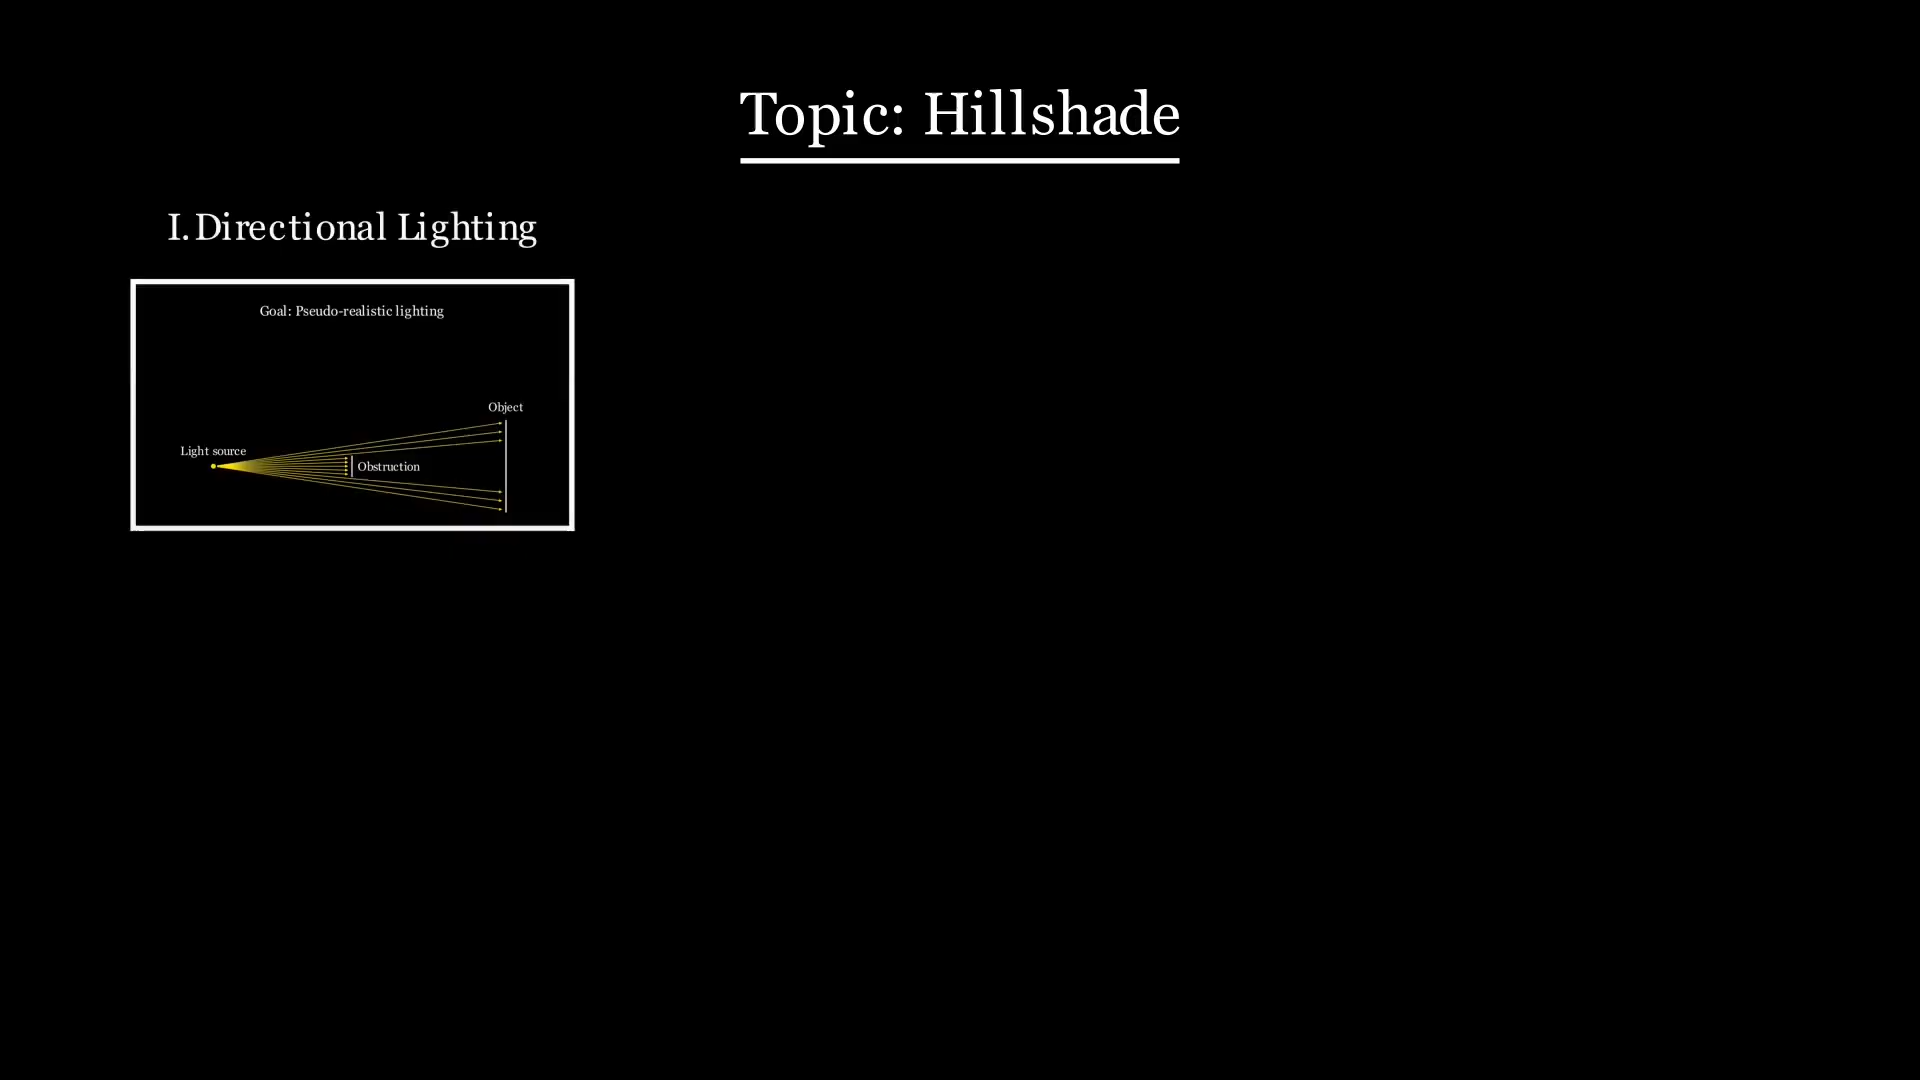 Topic: Hillshade
I. Directional Lighting
Goal: Pseudo-realistic lighting
Object
Light source
Obstruction